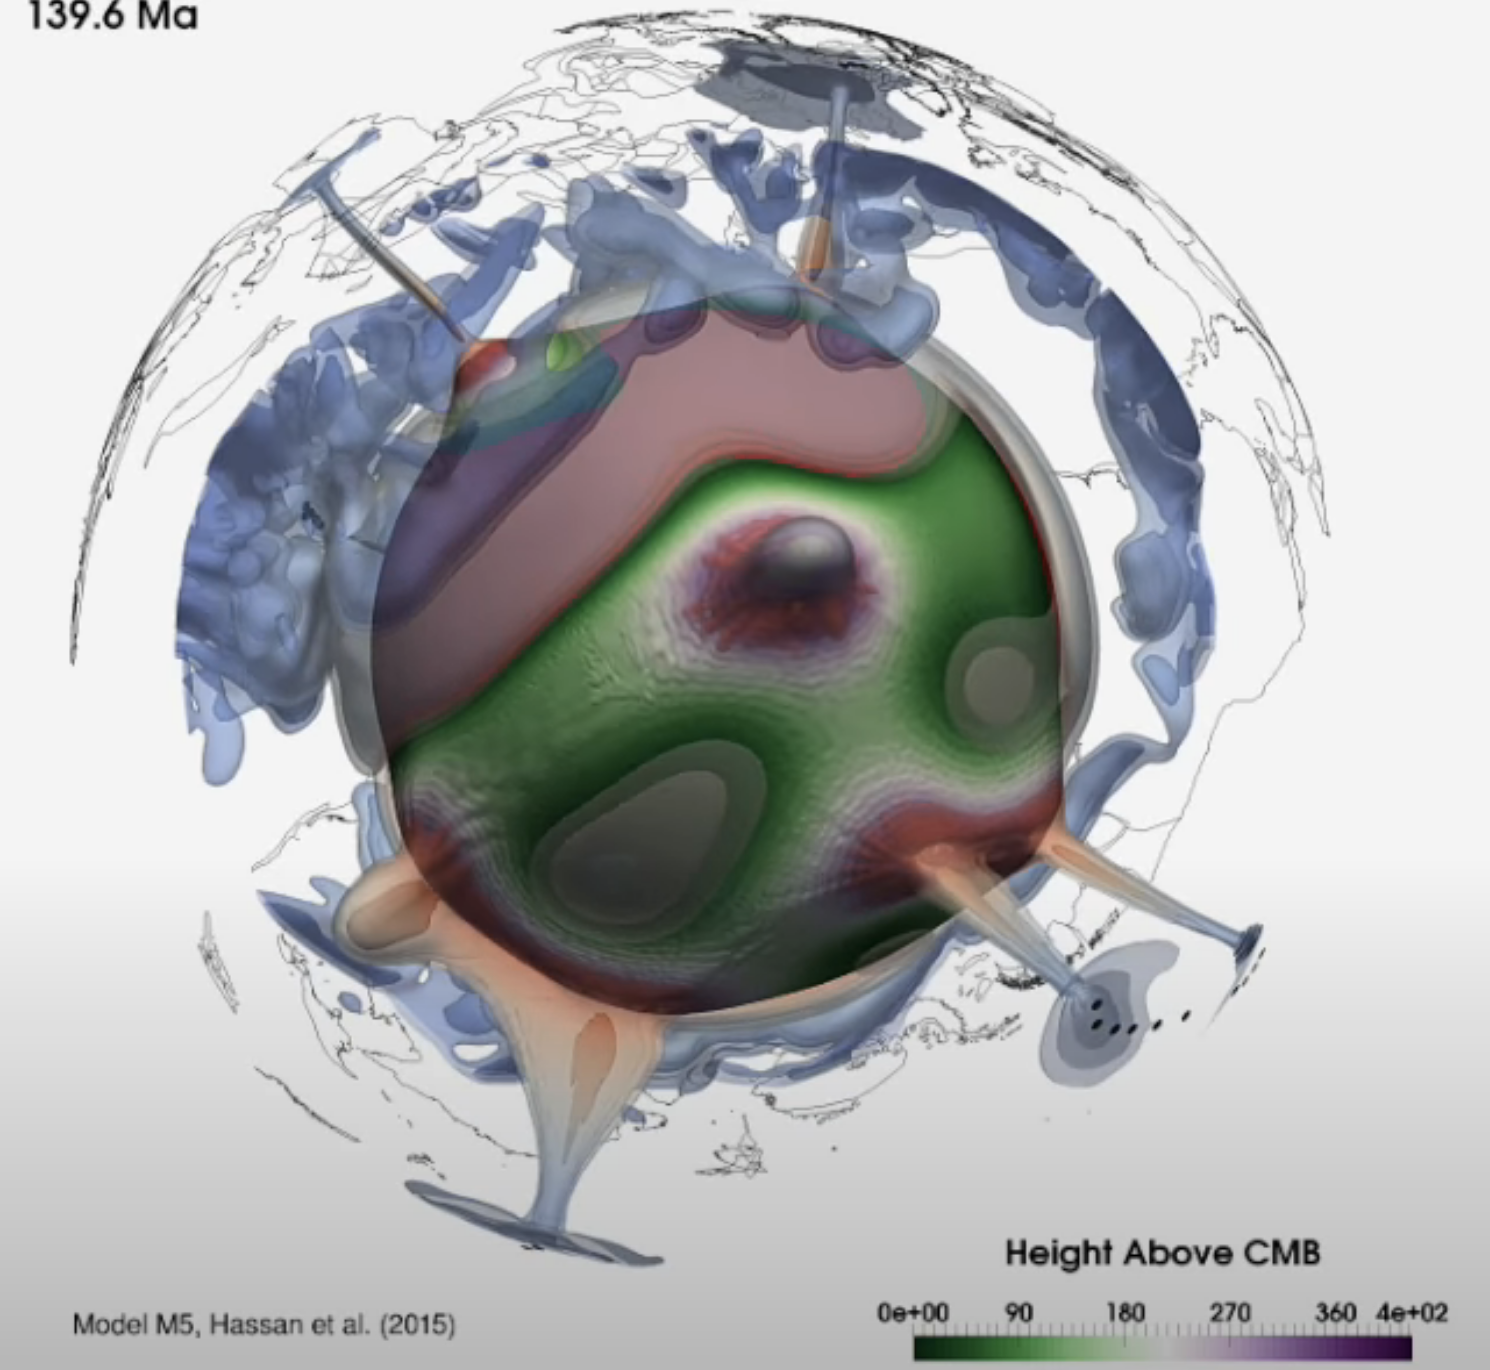 139.6 Ma
Height Above CMB
0e+00 90 180 270 360 4e+02
Model M5, Hassan et al. (2015)